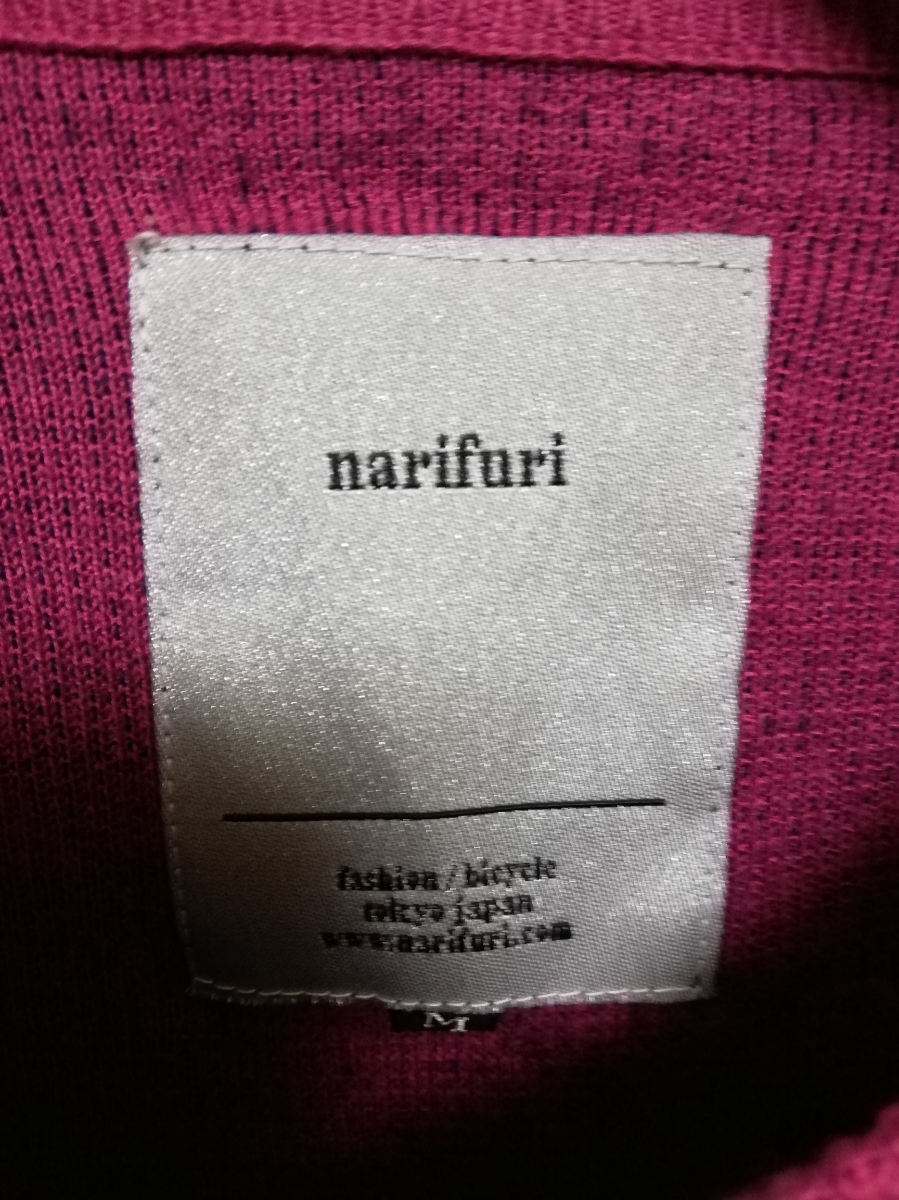 narifuri
fashion / bicycle
tokyo japan
www.narifuri.com
M